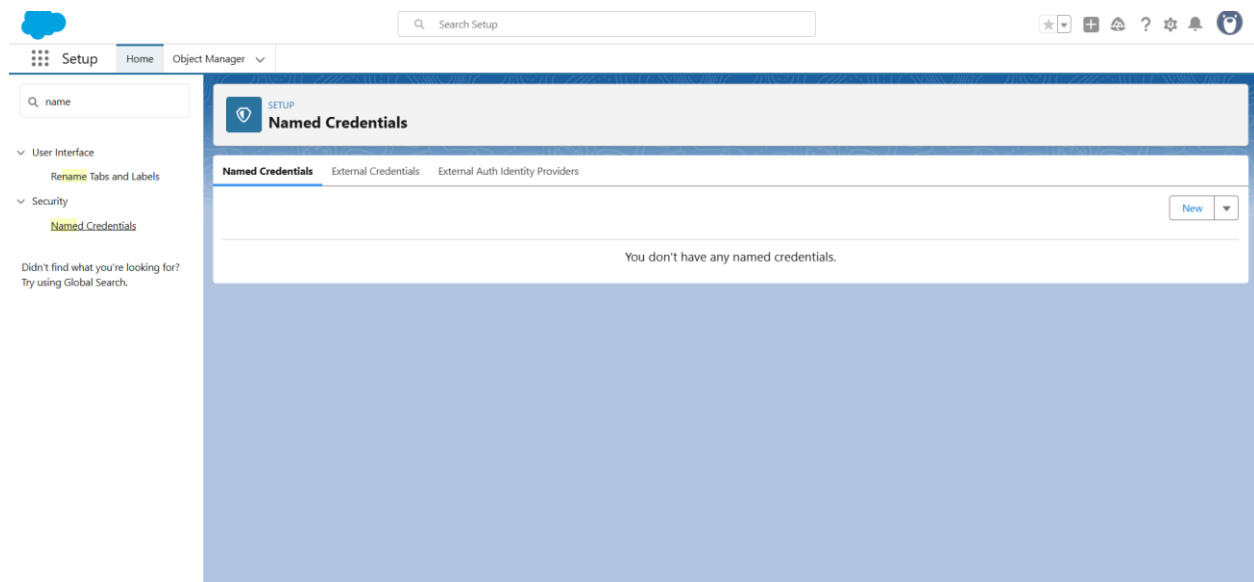 Search Setup
Setup
Home
Object Manager
name
User Interface
Rename Tabs and Labels
Security
Named Credentials
Didn't find what you're looking for?
Try using Global Search.
SETUP
Named Credentials
Named Credentials
External Credentials
External Auth Identity Providers
New
You don't have any named credentials.